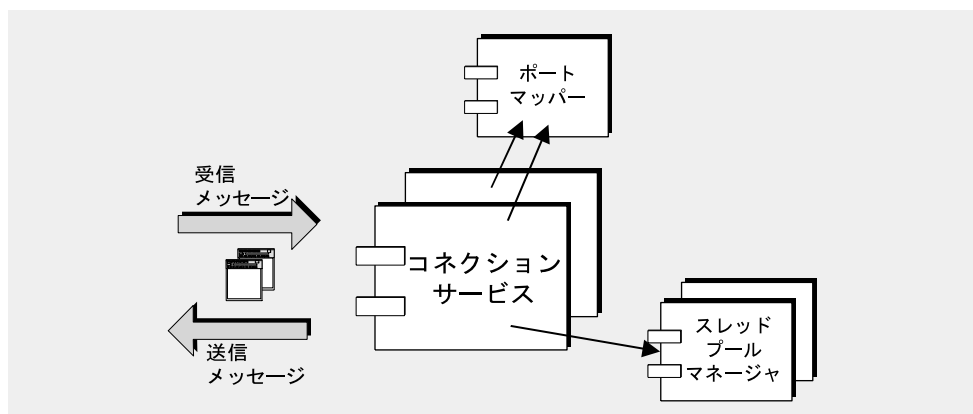 ポート
マッパー
受信
メッセージ
コネクション
サービス
送信
メッセージ
スレッド
プール
マネージャ